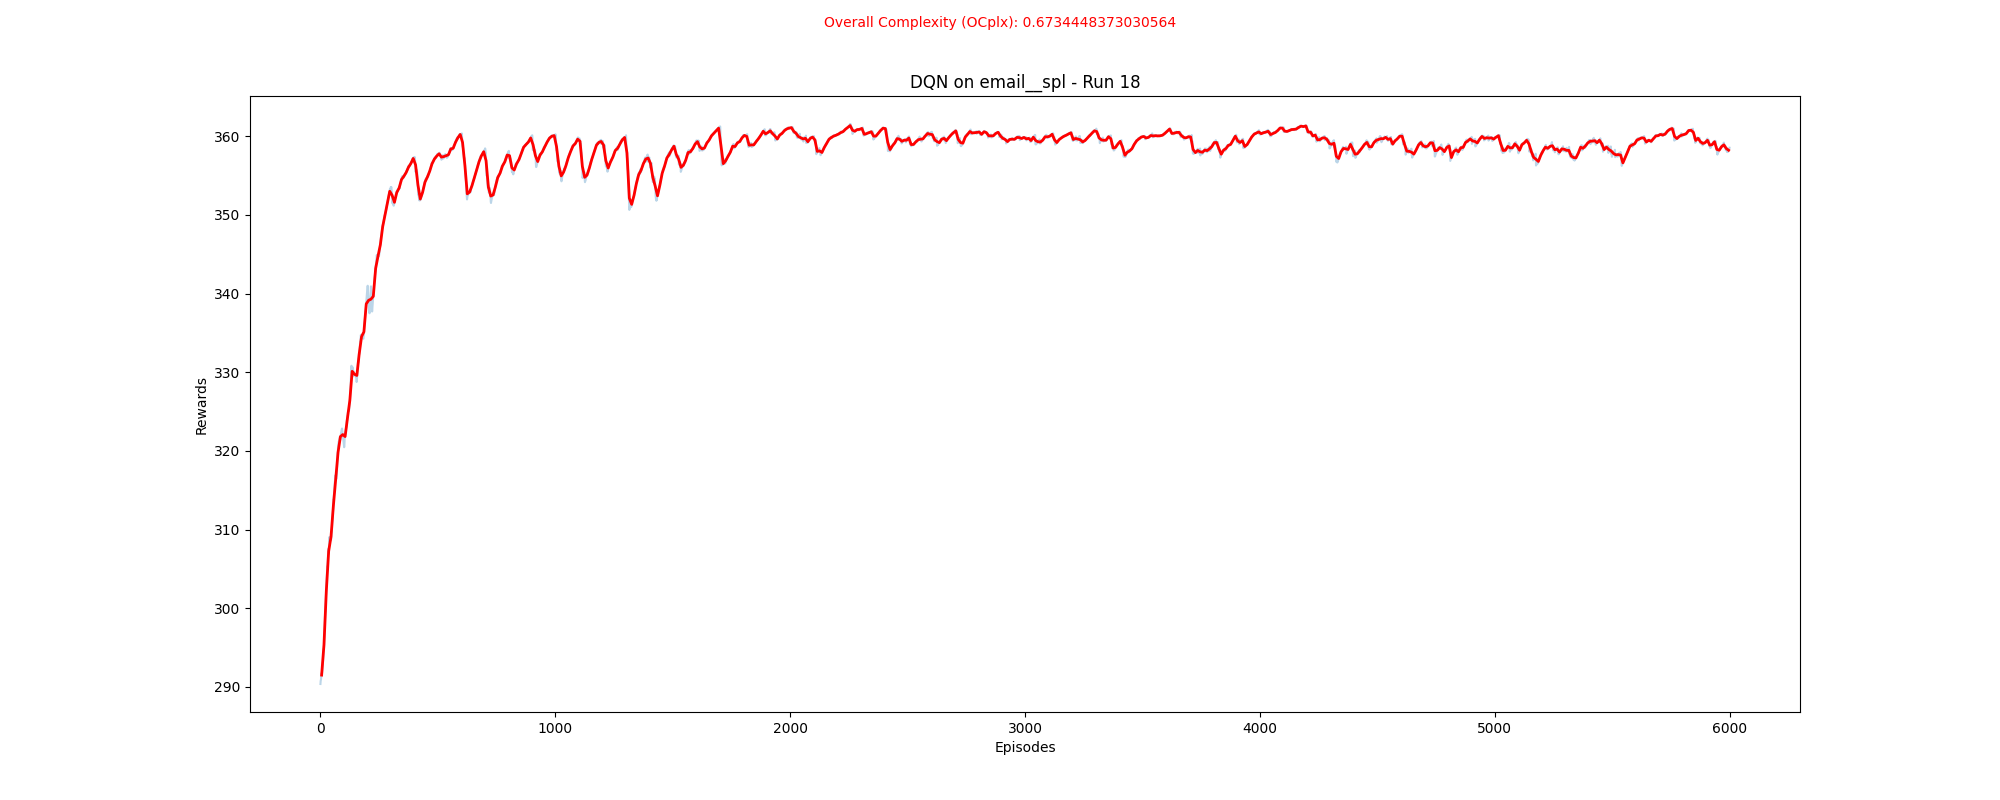 Overall Complexity (OCplx): 0.6734448373030564
DQN on email__spl - Run 18
360
350
340
330
320
310
300
290
Rewards
0 1000 2000 3000 4000 5000 6000
Episodes